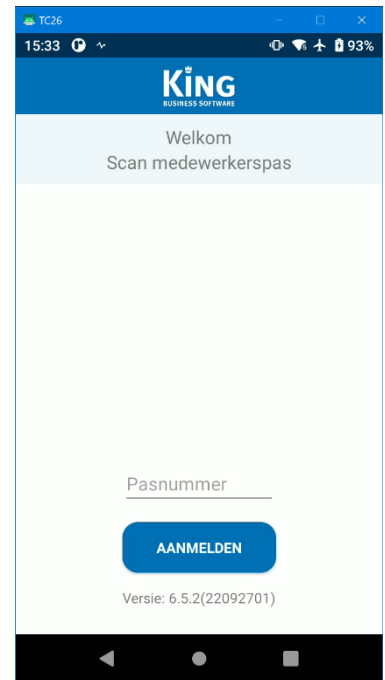 TC26
15:33
93%
KING
BUSINESS SOFTWARE
Welkom
Scan medewerkerspas
Pasnummer
AANMELDEN
Versie: 6.5.2(22092701)